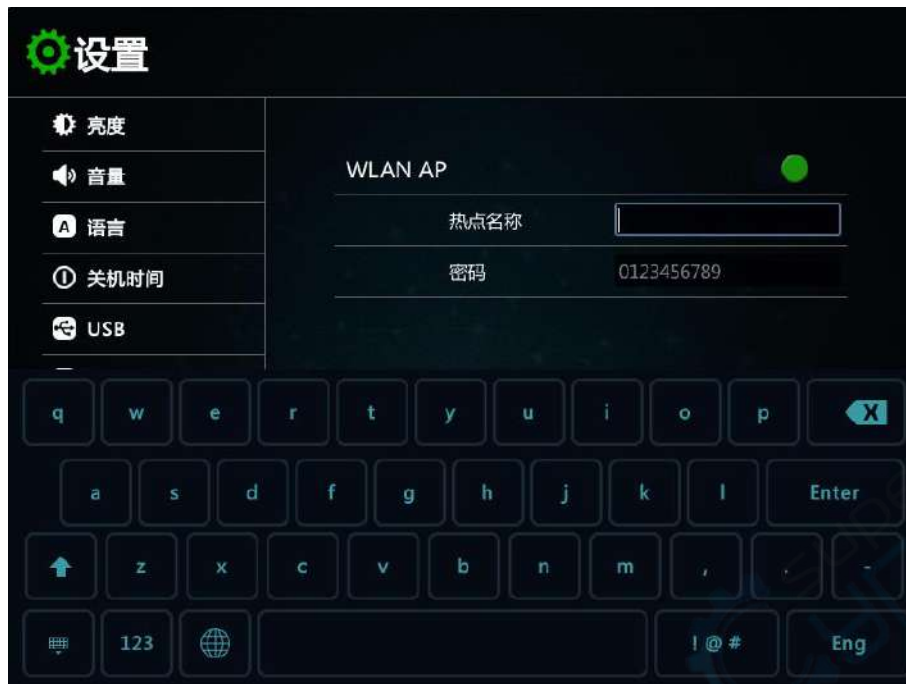 设置
亮度
音量
语言
关机时间
USB
WLAN AP
热点名称
密码 0123456789
q w e r t y u i o p X
a s d f g h j k l Enter
z x c v b n m , . -
123 ! @ # Eng